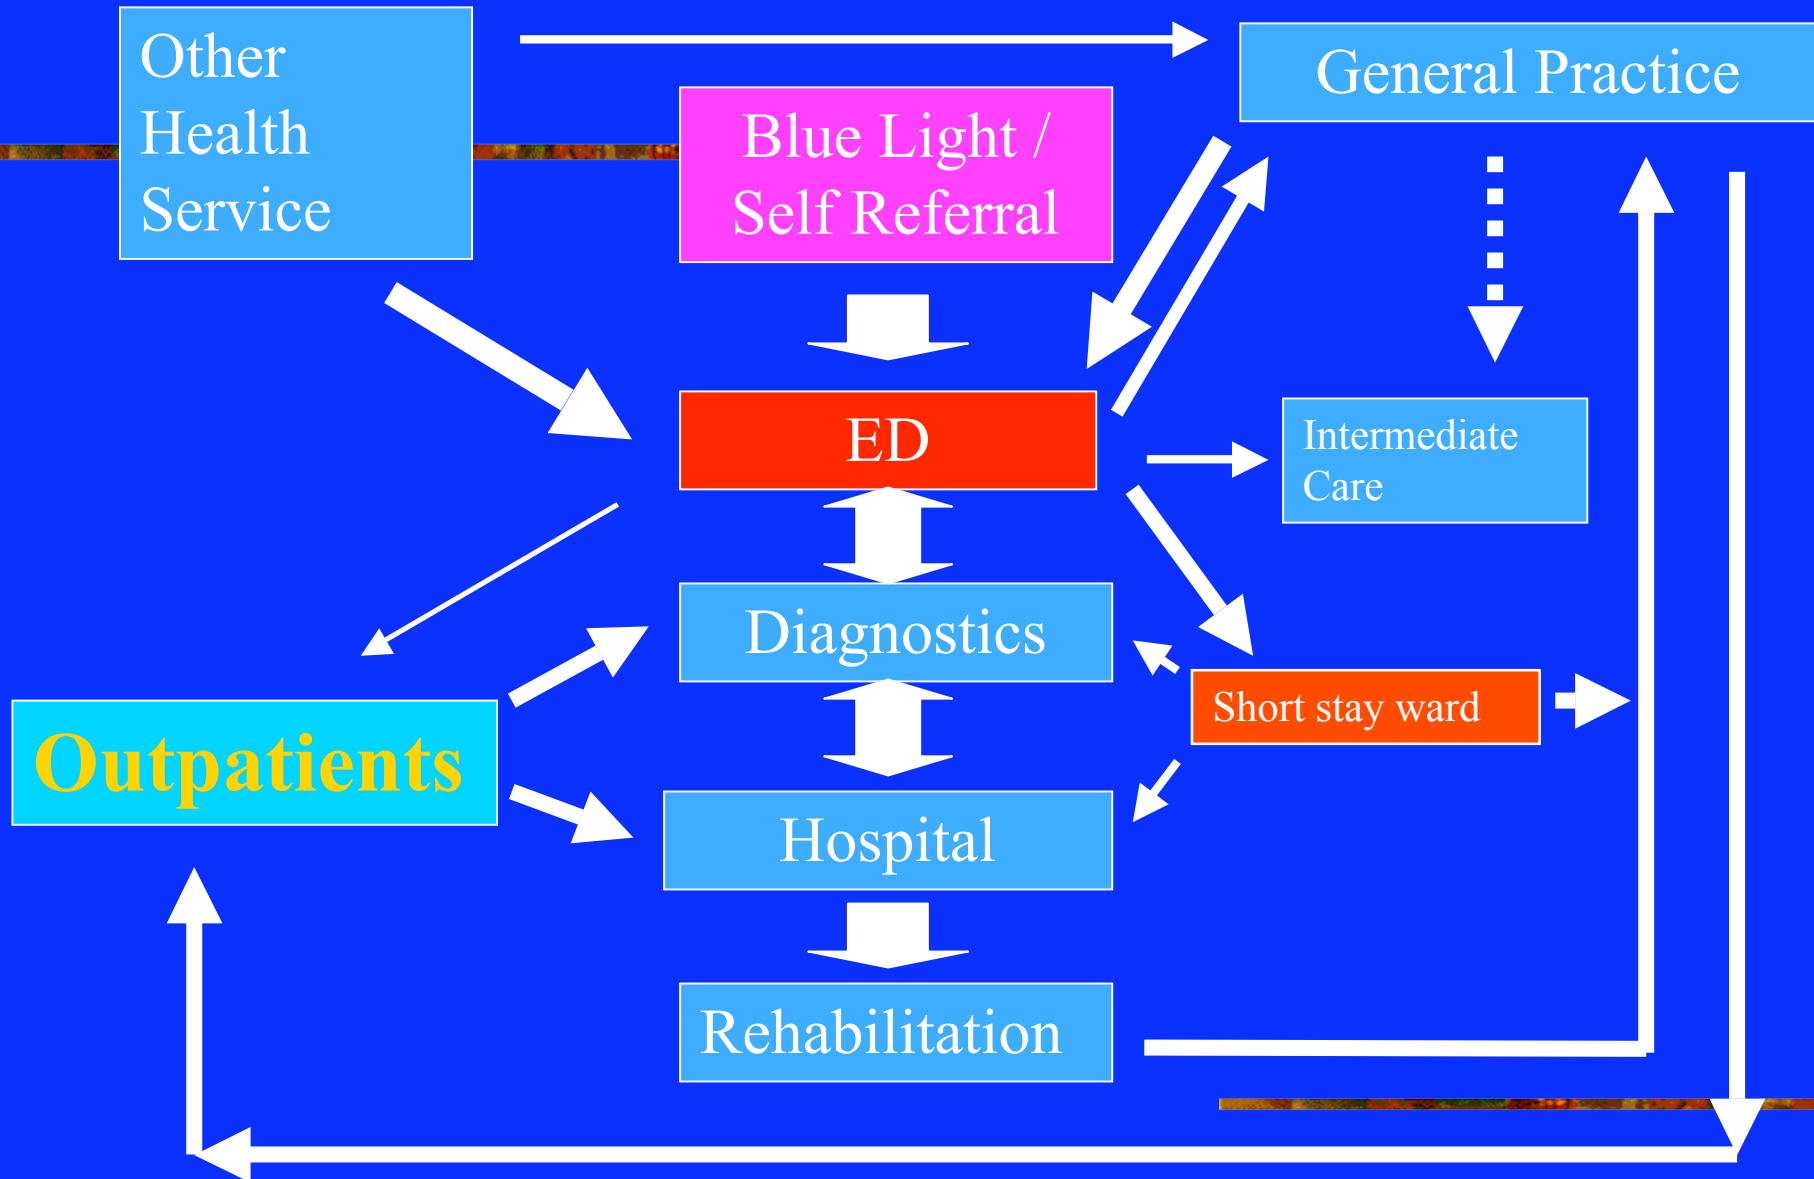 Other
Health
Service
General Practice
Blue Light /
Self Referral
ED
Intermediate
Care
Diagnostics
Short stay ward
Outpatients
Hospital
Rehabilitation